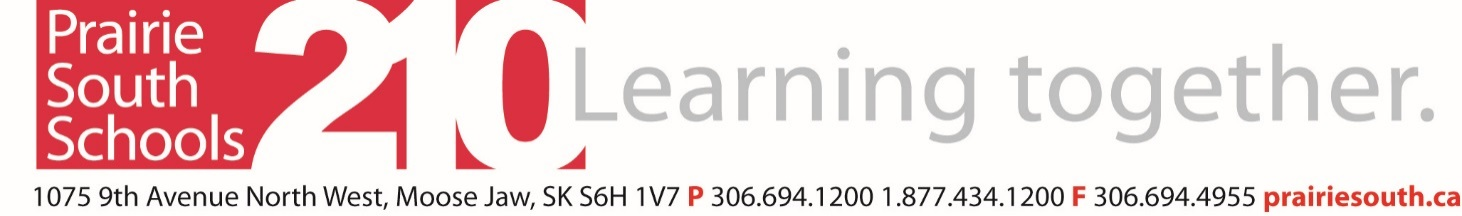 Prairie
South
Schools
210
Learning together.
1075 9th Avenue North West, Moose Jaw, SK S6H 1V7 P 306.694.1200 1.877.434.1200 F 306.694.4955 prairiesouth.ca